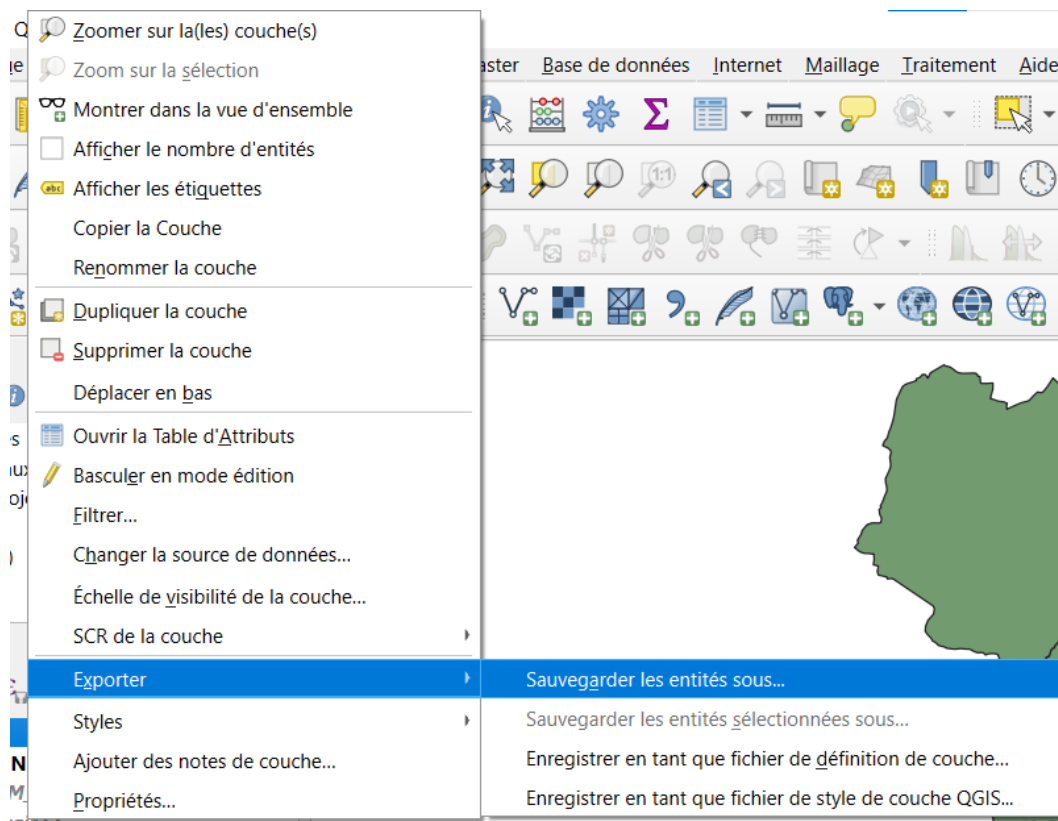 Zoomer sur la(les) couche(s)
Zoom sur la sélection
Montrer dans la vue d'ensemble
Afficher le nombre d'entités
abc Afficher les étiquettes
Copier la Couche
Renommer la couche
Dupliquer la couche
Supprimer la couche
Déplacer en bas
Ouvrir la Table d'Attributs
Basculer en mode édition
Filtrer...
Changer la source de données...
Échelle de visibilité de la couche...
SCR de la couche
Exporter
Styles
Ajouter des notes de couche...
Propriétés...
aster Base de données Internet Maillage Traitement Aide
1:1
Sauvegarder les entités sous...
Sauvegarder les entités sélectionnées sous...
Enregistrer en tant que fichier de définition de couche...
Enregistrer en tant que fichier de style de couche QGIS...